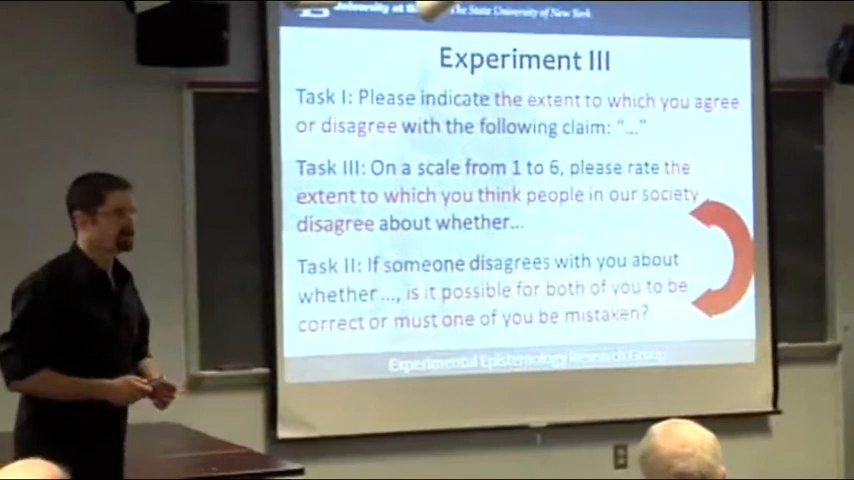 University at B The State University of New York
Experiment III
Task I: Please indicate the extent to which you agree
or disagree with the following claim: "..."
Task III: On a scale from 1 to 6, please rate the
extent to which you think people in our society
disagree about whether...
Task II: If someone disagrees with you about
whether ..., is it possible for both of you to be
correct or must one of you be mistaken?
Experimental Epistemology Research Group